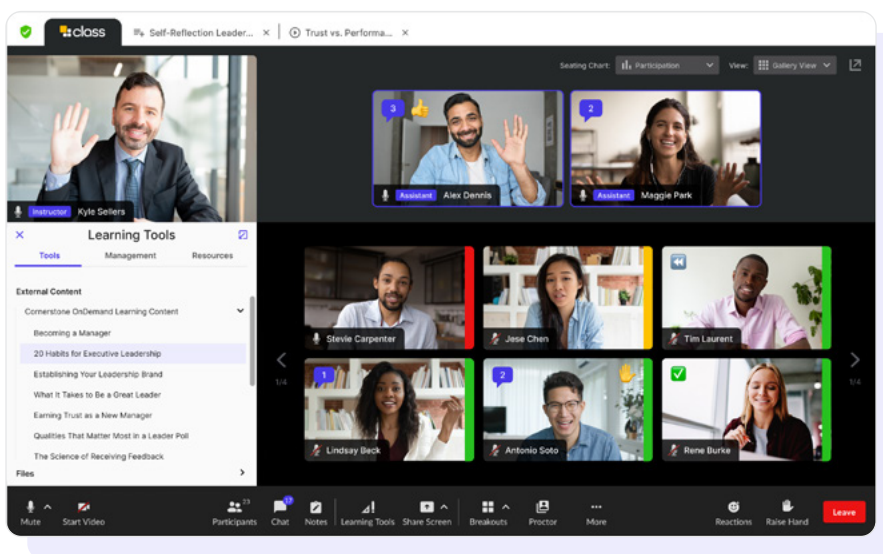 class
Self-Reflection Leader...
Trust vs. Performa...
Seating Chart:
Participation
View:
Gallery View
3
2
Assistant
Alex Dennis
Assistant
Maggie Park
Instructor
Kyle Sellers
Learning Tools
Tools
Management
Resources
External Content
Cornerstone OnDemand Learning Content
Becoming a Manager
20 Habits for Executive Leadership
Establishing Your Leadership Brand
What It Takes to Be a Great Leader
Earning Trust as a New Manager
Qualities That Matter Most in a Leader Poll
The Science of Receiving Feedback
Files
Stevie Carpenter
Jese Chen
Tim Laurent
1/4
1/4
1
Lindsay Beck
2
Antonio Soto
Rene Burke
Mute
Start Video
Participants
23
Chat
17
Notes
Learning Tools
Share Screen
Breakouts
Proctor
More
Reactions
Raise Hand
Leave